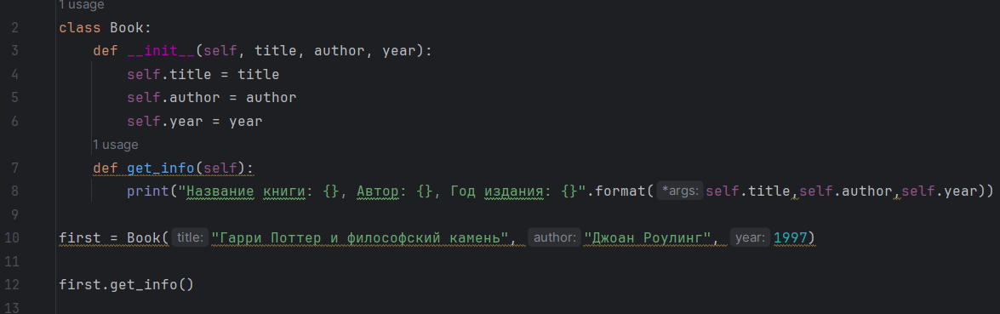 1 usage
2 class Book:
3 def __init__(self, title, author, year):
4 self.title = title
5 self.author = author
6 self.year = year
1 usage
7 def get_info(self):
8 print("Название книги: {}, Автор: {}, Год издания: {}".format(*args: self.title,self.author,self.year))
9
10 first = Book(title: "Гарри Поттер и философский камень", author: "Джоан Роулинг", year: 1997)
11
12 first.get_info()
13